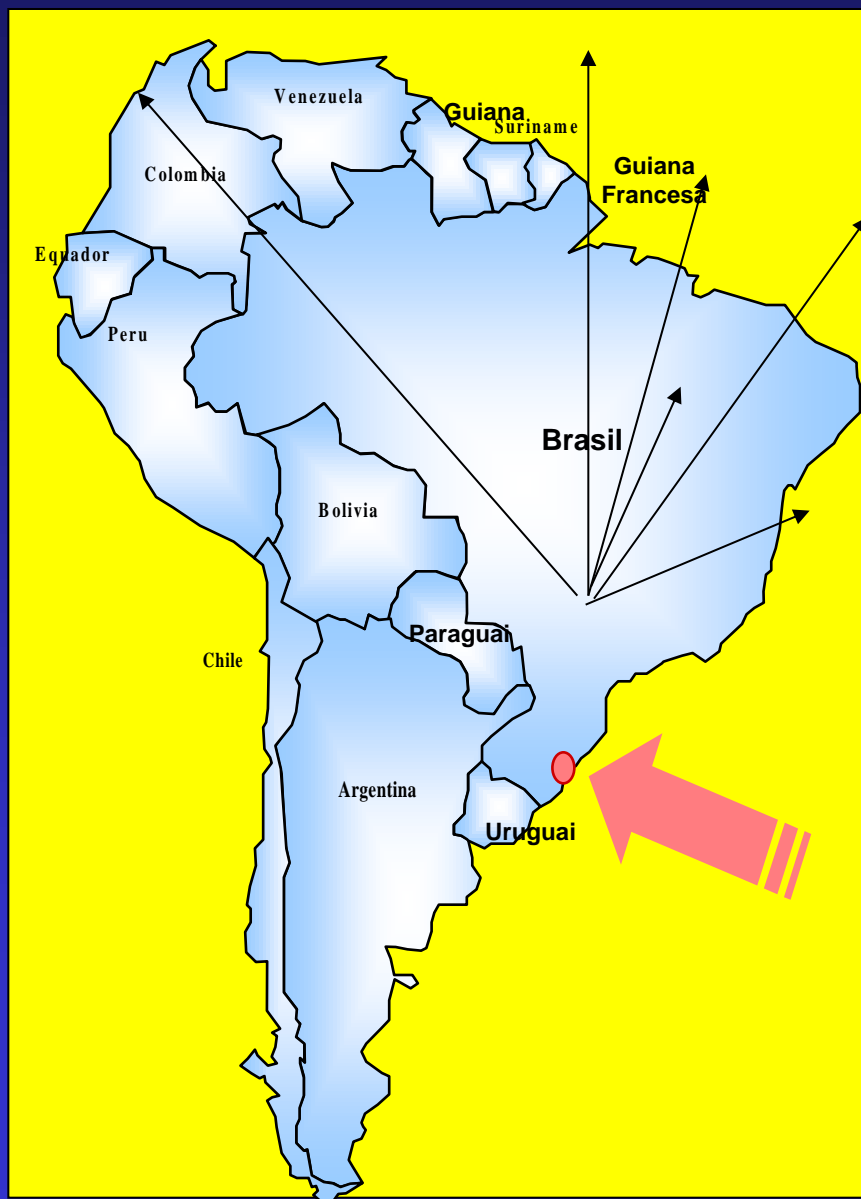 Venezuela
Guiana
Suriname
Guiana
Francesa
Colombia
Equador
Peru
Brasil
Bolivia
Paraguai
Chile
Argentina
Uruguai